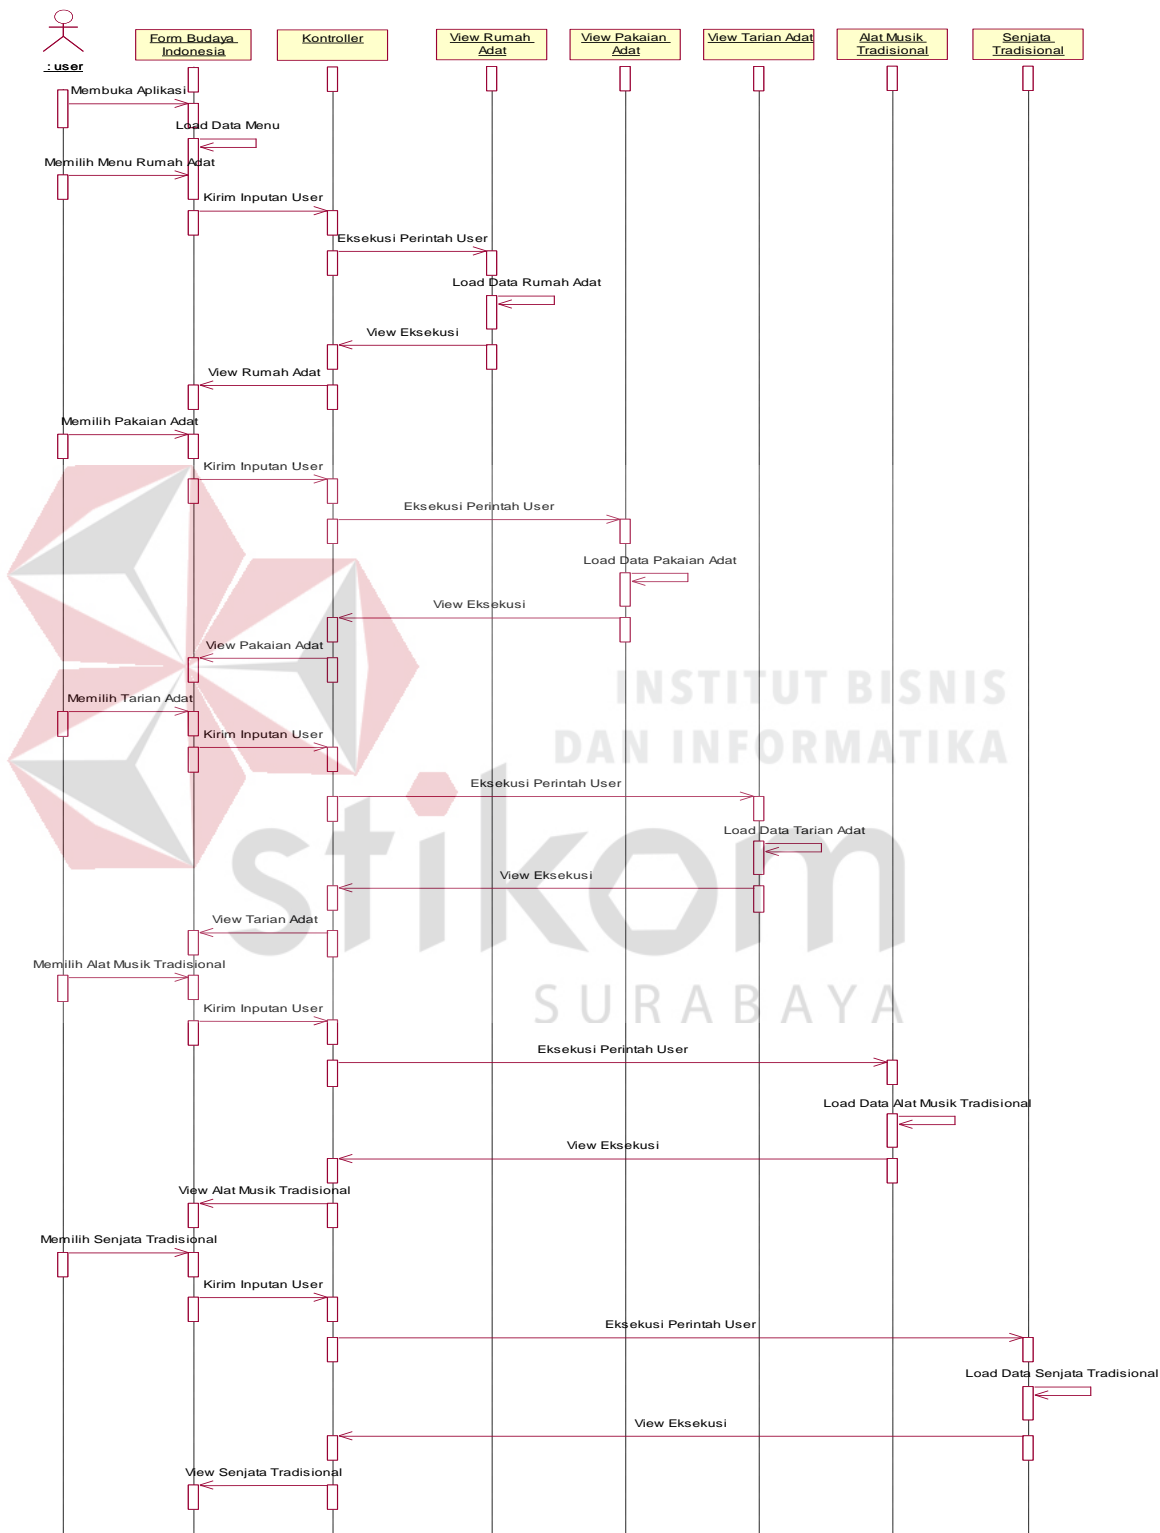 Form Budaya
Indonesia
Kontroller
View Rumah
Adat
View Pakaian
Adat
View Tarian Adat
Alat Musik
Tradisional
Senjata
Tradisional
: user
Membuka Aplikasi
Load Data Menu
Memilih Menu Rumah Adat
Kirim Inputan User
Eksekusi Perintah User
Load Data Rumah Adat
View Eksekusi
View Rumah Adat
Memilih Pakaian Adat
Kirim Inputan User
Eksekusi Perintah User
Load Data Pakaian Adat
View Eksekusi
View Pakaian Adat
INSTITUT BISNIS
Memilih Tarian Adat
Kirim Inputan User
DAN INFORMATIKA
Eksekusi Perintah User
Load Data Tarian Adat
stikom
View Eksekusi
View Tarian Adat
Memilih Alat Musik Tradisional
SURABAYA
Kirim Inputan User
Eksekusi Perintah User
Load Data Alat Musik Tradisional
View Eksekusi
View Alat Musik Tradisional
Memilih Senjata Tradisional
Kirim Inputan User
Eksekusi Perintah User
Load Data Senjata Tradisional
View Eksekusi
View Senjata Tradisional